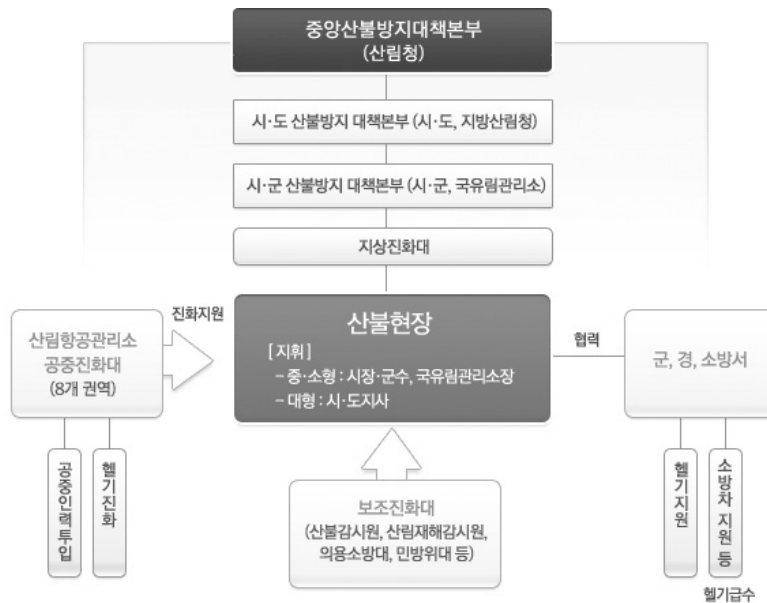 중앙산불방지대책본부
(산림청)
시·도 산불방지 대책본부 (시·도, 지방산림청)
시·군 산불방지 대책본부 (시·군, 국유림관리소)
지상진화대
진화지원
산림항공관리소
공중진화대
(8개 권역)
공중인력투입
헬기진화
산불현장
[ 지휘 ]
– 중·소형 : 시장·군수, 국유림관리소장
– 대형 : 시·도지사
협력
군, 경, 소방서
헬기지원
소방차 지원 등
헬기급수
보조진화대
(산불감시원, 산림재해감시원,
의용소방대, 민방위대 등)